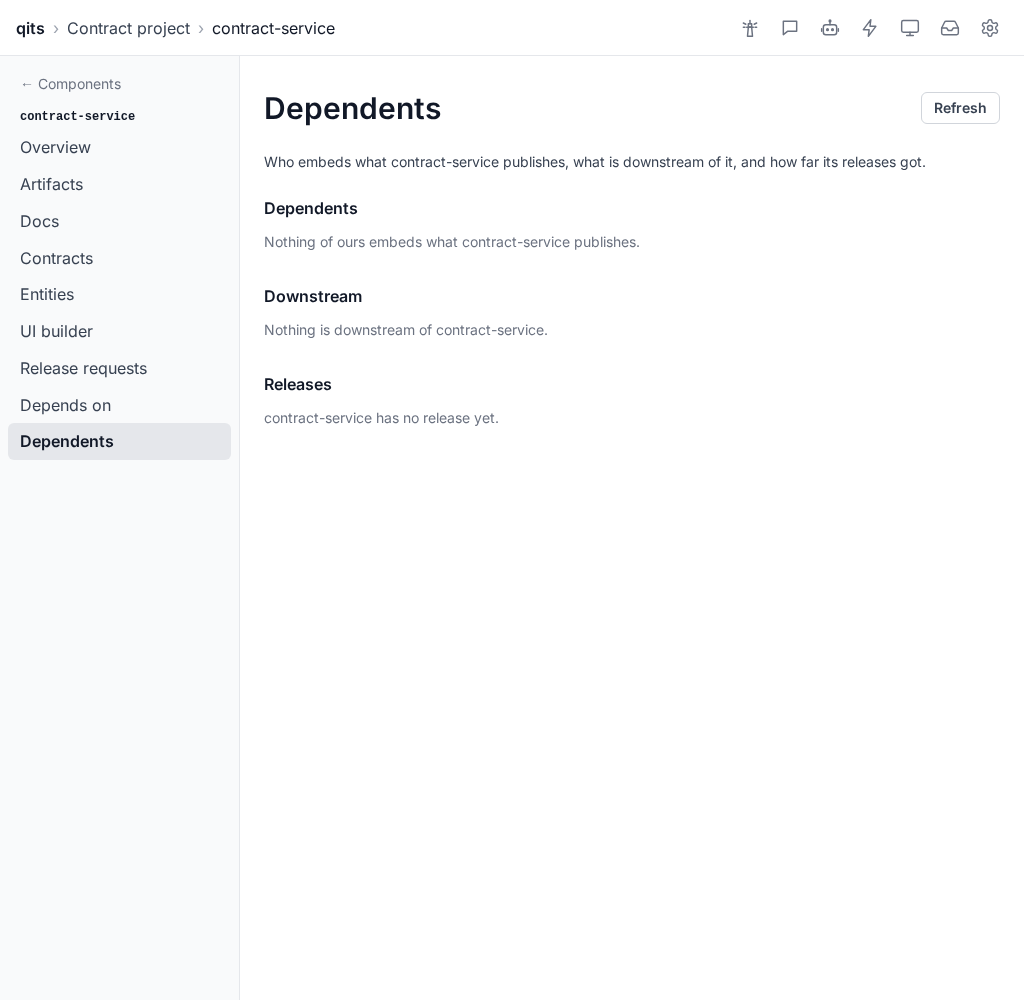 qits › Contract project › contract-service
← Components
contract-service
Overview
Artifacts
Docs
Contracts
Entities
UI builder
Release requests
Depends on
Dependents
Dependents
Refresh
Who embeds what contract-service publishes, what is downstream of it, and how far its releases got.
Dependents
Nothing of ours embeds what contract-service publishes.
Downstream
Nothing is downstream of contract-service.
Releases
contract-service has no release yet.